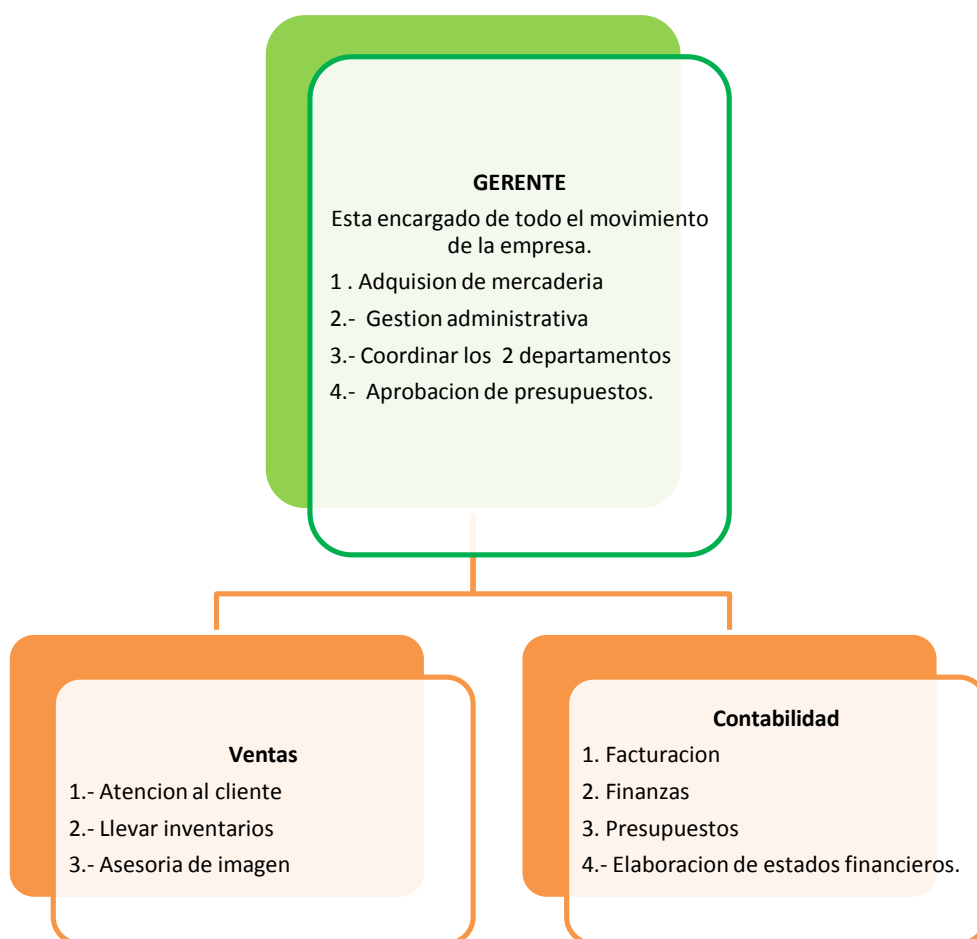 GERENTE
Esta encargado de todo el movimiento
de la empresa.
1 . Adquision de mercaderia
2.-  Gestion administrativa
3.- Coordinar los  2 departamentos
4.-  Aprobacion de presupuestos.
Ventas
1.- Atencion al cliente
2.- Llevar inventarios
3.- Asesoria de imagen
Contabilidad
1. Facturacion
2. Finanzas
3. Presupuestos
4.- Elaboracion de estados financieros.